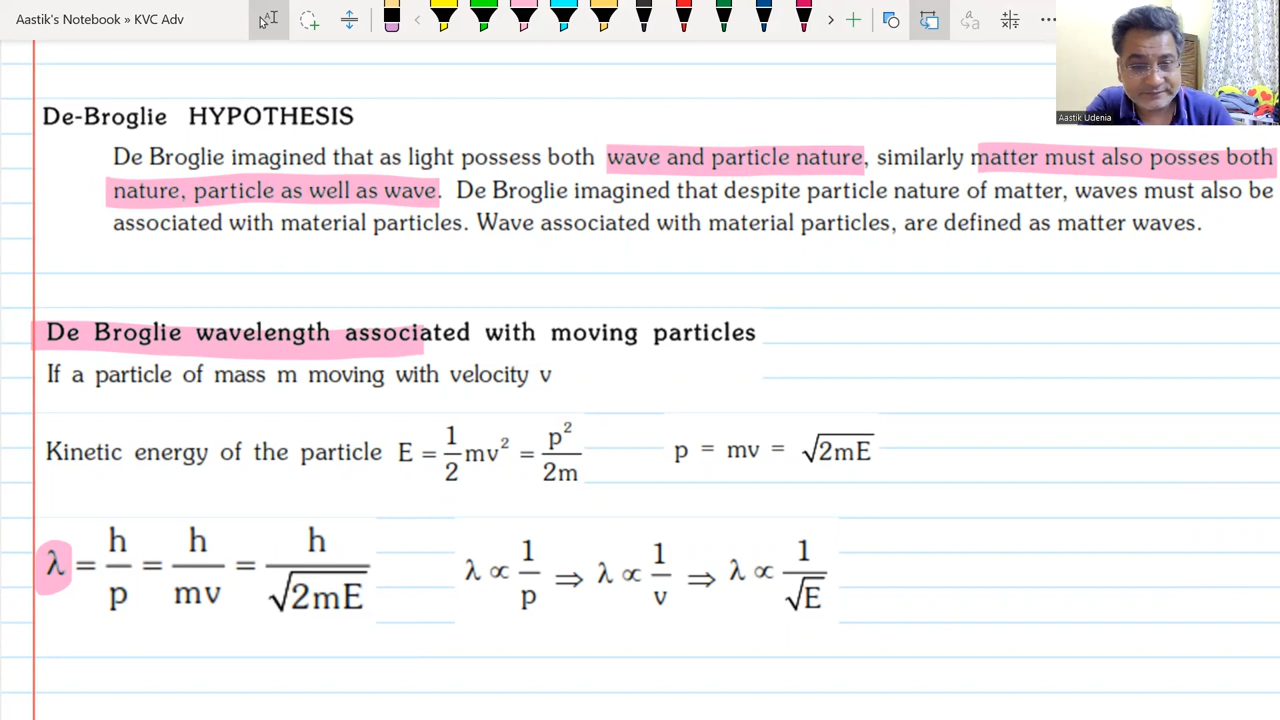 Aastik's Notebook » KVC Adv
Aastik Udenia
De-Broglie HYPOTHESIS
De Broglie imagined that as light possess both wave and particle nature, similarly matter must also posses both
nature, particle as well as wave. De Broglie imagined that despite particle nature of matter, waves must also be
associated with material particles. Wave associated with material particles, are defined as matter waves.
De Broglie wavelength associated with moving particles
If a particle of mass m moving with velocity v
Kinetic energy of the particle E = 1/2 mv² = p²/2m    p = mv = √2mE
λ = h/p = h/mv = h/√2mE    λ ∝ 1/p ⇒ λ ∝ 1/v ⇒ λ ∝ 1/√E